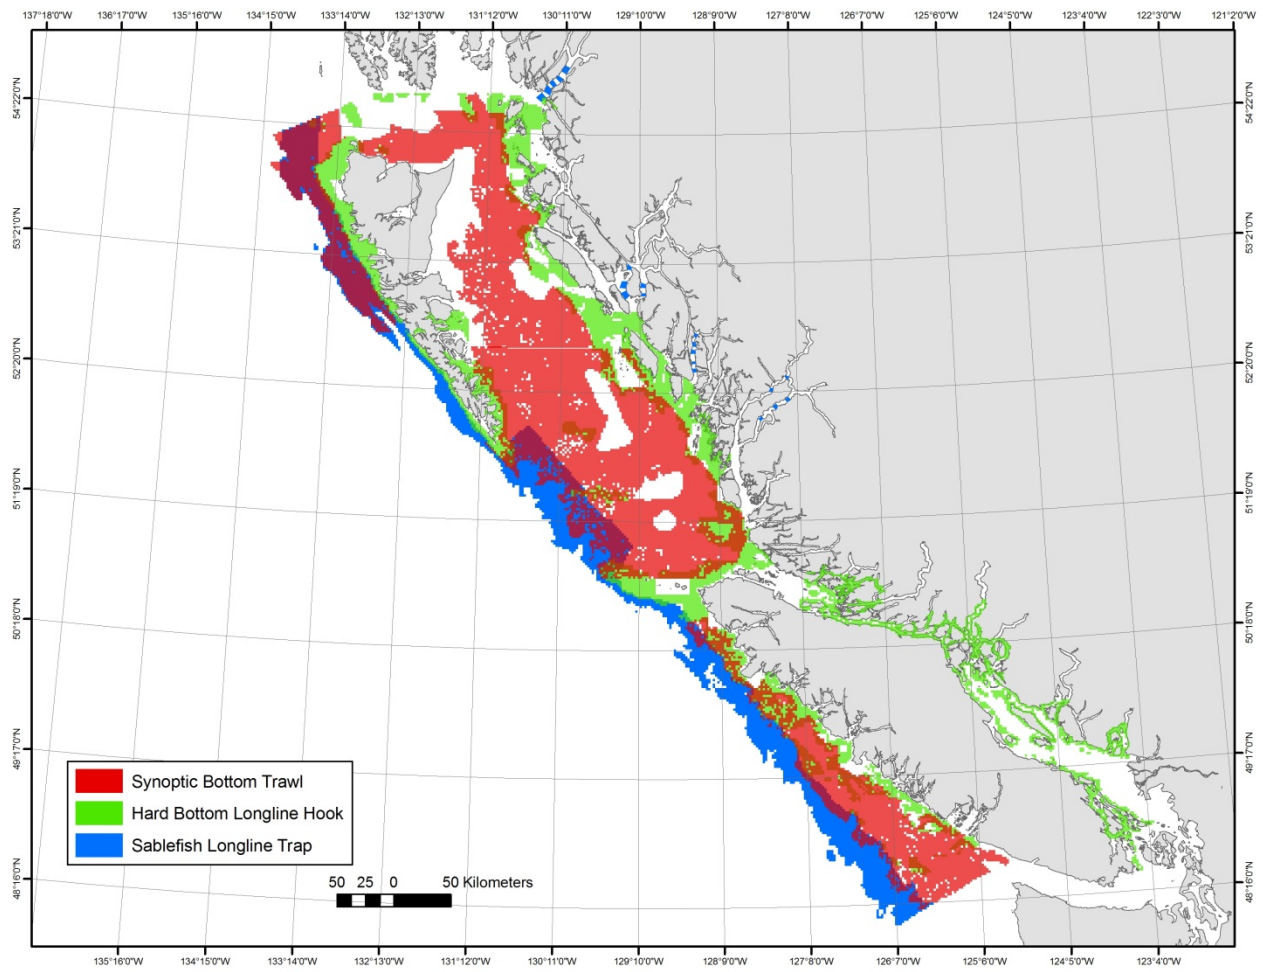 137°18'0"W 136°17'0"W 135°16'0"W 134°15'0"W 133°14'0"W 132°13'0"W 131°12'0"W 130°11'0"W 129°10'0"W 128°9'0"W 127°8'0"W 126°7'0"W 125°6'0"W 124°5'0"W 123°4'0"W 122°3'0"W 121°2'0"W
54°22'0"N
54°22'0"N
53°21'0"N
53°21'0"N
52°20'0"N
52°20'0"N
51°19'0"N
51°19'0"N
50°18'0"N
50°18'0"N
49°17'0"N
49°17'0"N
48°16'0"N
48°16'0"N
Synoptic Bottom Trawl
Hard Bottom Longline Hook
Sablefish Longline Trap
50 25 0 50 Kilometers
135°16'0"W 134°15'0"W 133°14'0"W 132°13'0"W 131°12'0"W 130°11'0"W 129°10'0"W 128°9'0"W 127°8'0"W 126°7'0"W 125°6'0"W 124°5'0"W 123°4'0"W